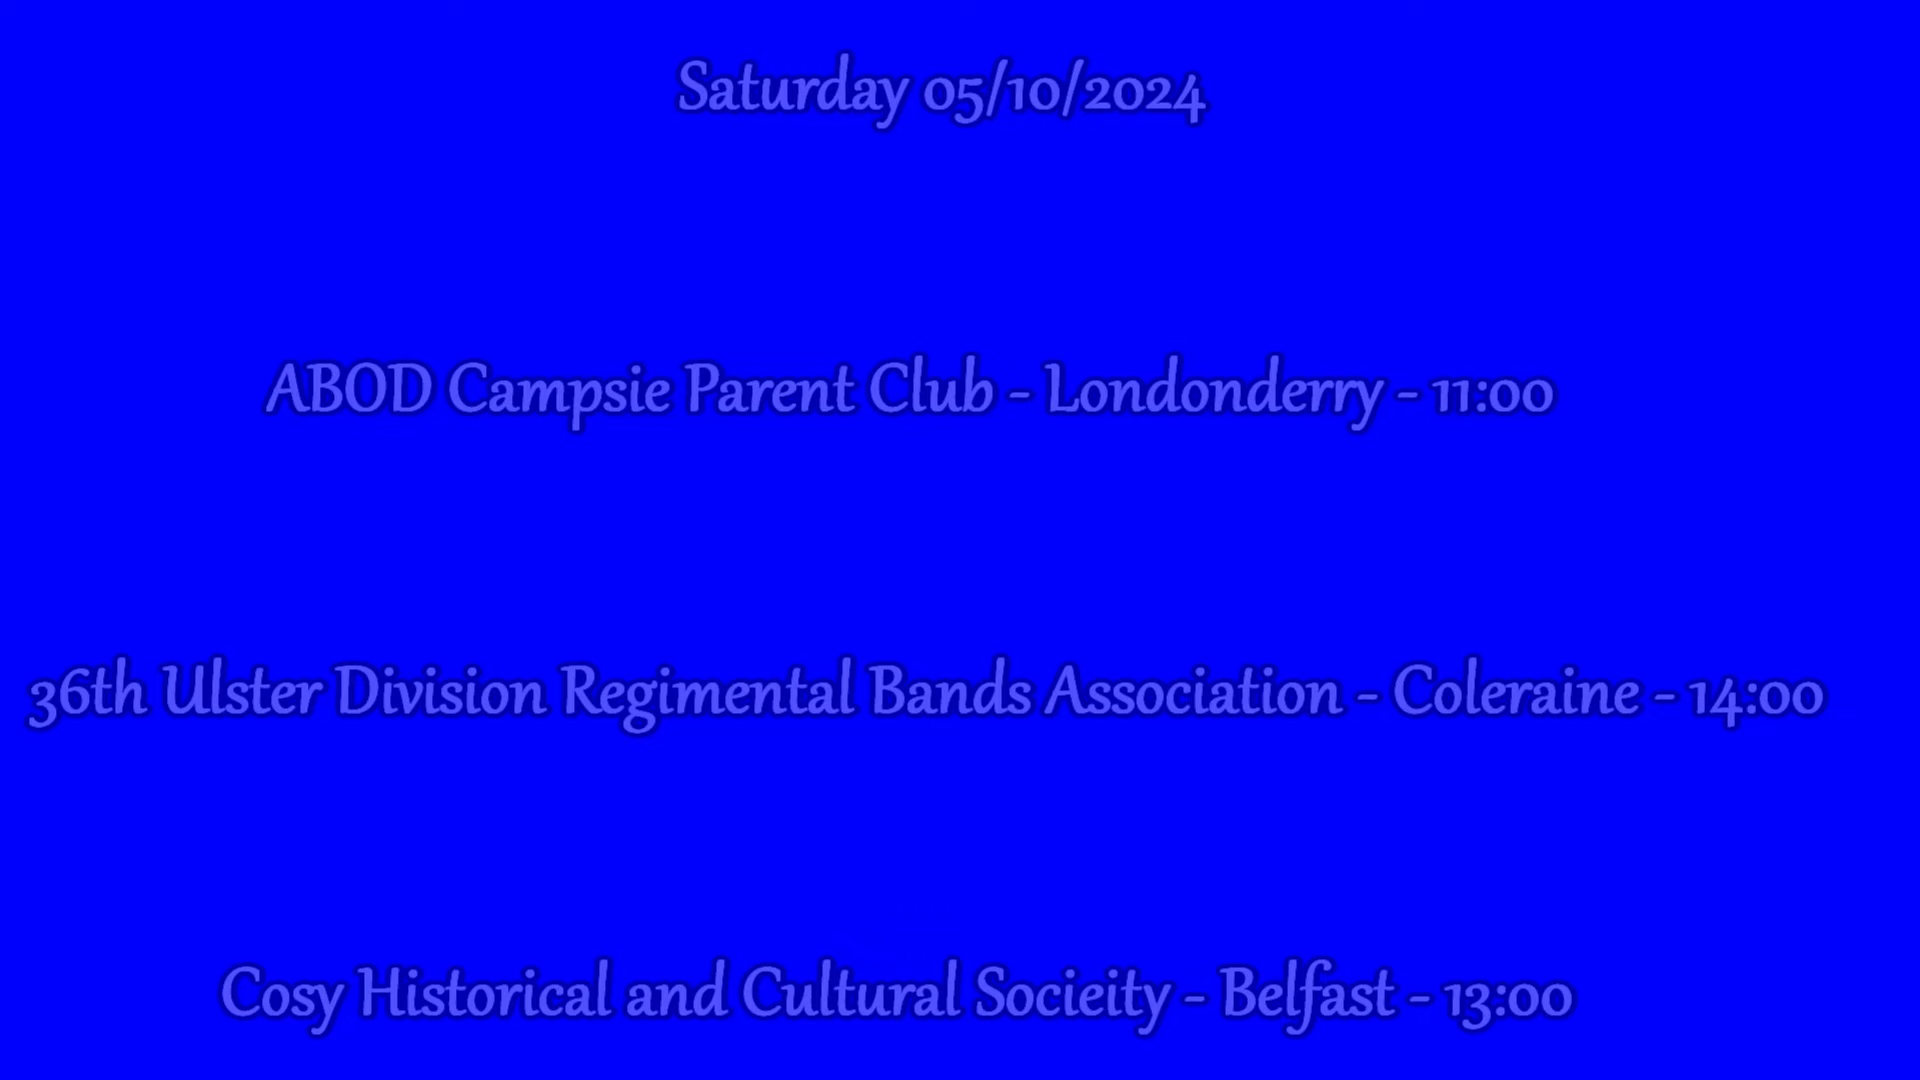 Saturday 05/10/2024
ABOD Campsie Parent Club - Londonderry - 11:00
36th Ulster Division Regimental Bands Association - Coleraine - 14:00
Cosy Historical and Cultural Socieity - Belfast - 13:00